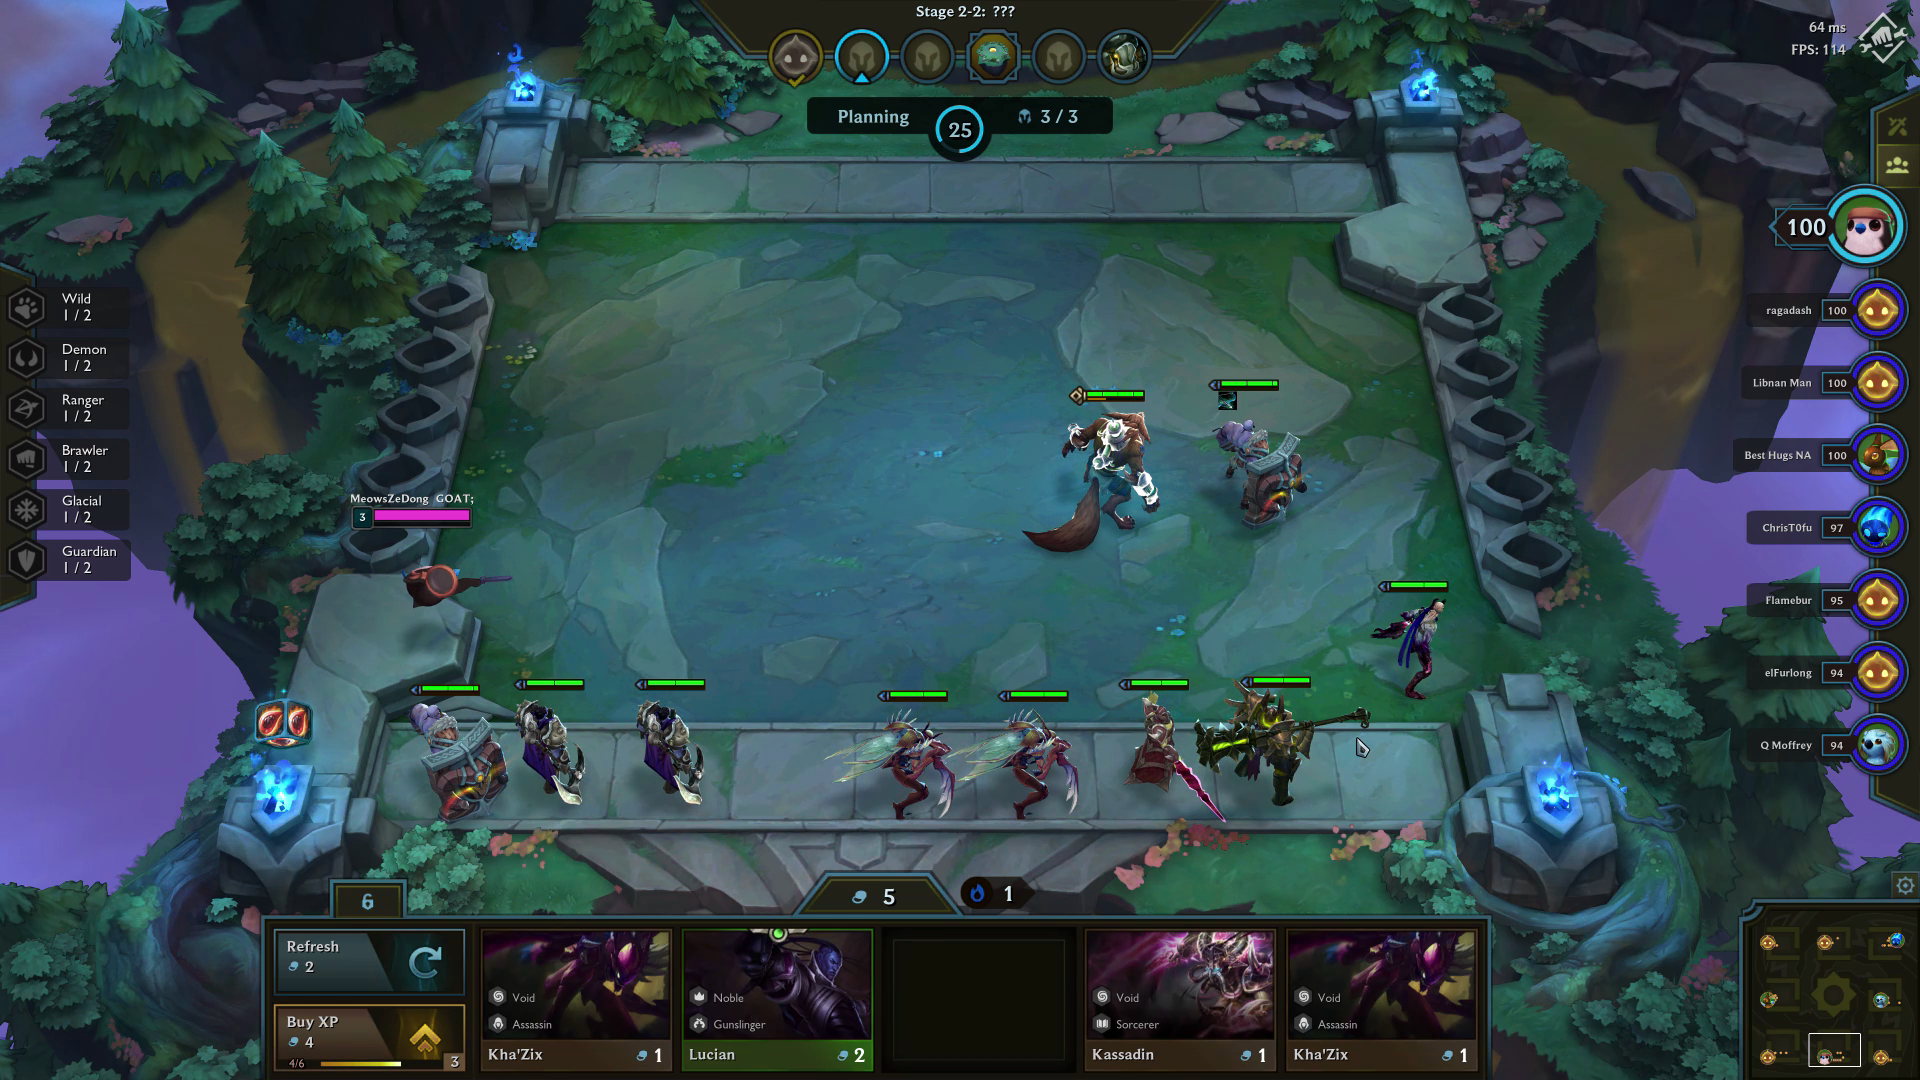 Stage 2-2: ???
64 ms
FPS: 114
Planning
25
3 / 3
100
ragadash 100
Libnan Man 100
Best Hugs NA 100
ChrisT0fu 97
Flamebur 95
elFurlong 94
Q Moffrey 94
Wild
1 / 2
Demon
1 / 2
Ranger
1 / 2
Brawler
1 / 2
Glacial
1 / 2
Guardian
1 / 2
MeowsZeDong GOAT;
3
6
5
1
Refresh
2
Buy XP
4
4/6
3
Void
Assassin
Kha'Zix 1
Noble
Gunslinger
Lucian 2
Void
Sorcerer
Kassadin 1
Void
Assassin
Kha'Zix 1